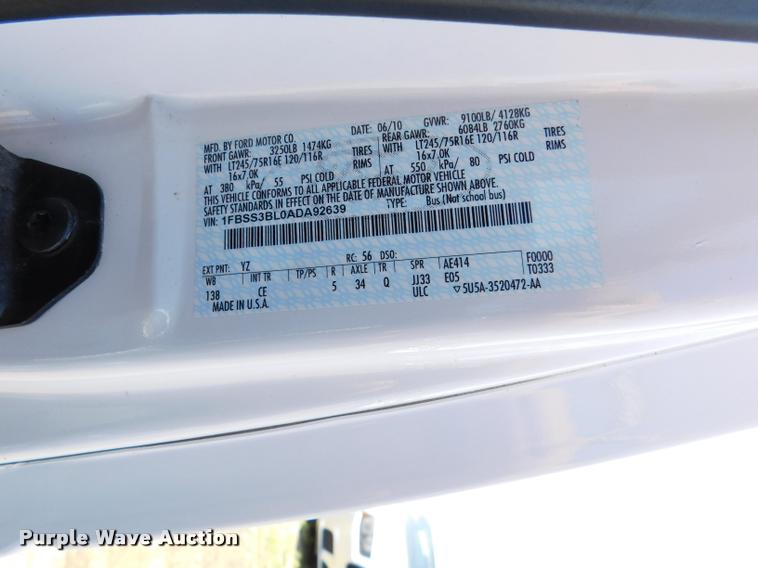 MFD. BY FORD MOTOR CO.
DATE: 06/10 GVWR: 9100LB/ 4128KG
FRONT GAWR: 3250LB 1474KG REAR GAWR: 6084LB 2760KG
WITH LT245/75R16E 120/116R TIRES WITH LT245/75R16E 120/116R TIRES
16x7.0K RIMS 16x7.0K RIMS
AT 380 kPa/ 55 PSI COLD AT 550 kPa/ 80 PSI COLD
THIS VEHICLE CONFORMS TO ALL APPLICABLE FEDERAL MOTOR VEHICLE
SAFETY STANDARDS IN EFFECT ON THE DATE OF MANUFACTURE SHOWN ABOVE.
VIN: 1FBSS3BL0ADA92639 TYPE: Bus (Not school bus)
EXT PNT: YZ RC: 56 DSO:
WB INT TR TP/PS R AXLE TR SPR AE414 F0000
138 CE 5 34 Q JJ33 E05 T0333
MADE IN U.S.A. ULC ▽5U5A-3520472-AA
Purple Wave Auction